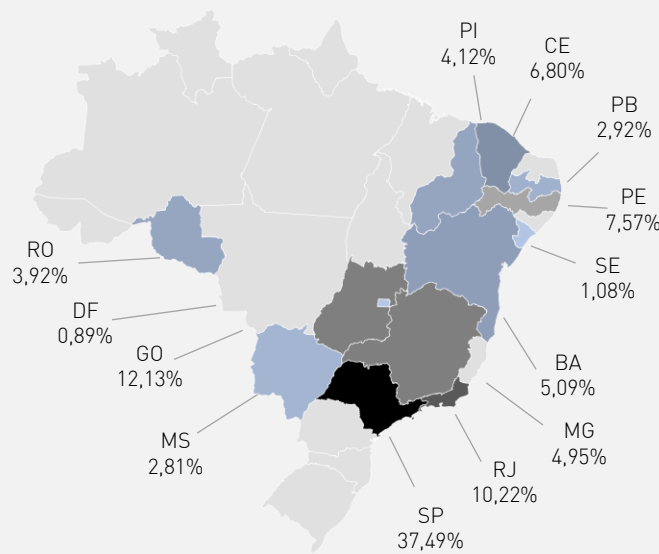 PI
4,12%
CE
6,80%
PB
2,92%
PE
7,57%
SE
1,08%
RO
3,92%
DF
0,89%
GO
12,13%
BA
5,09%
MS
2,81%
MG
4,95%
RJ
10,22%
SP
37,49%